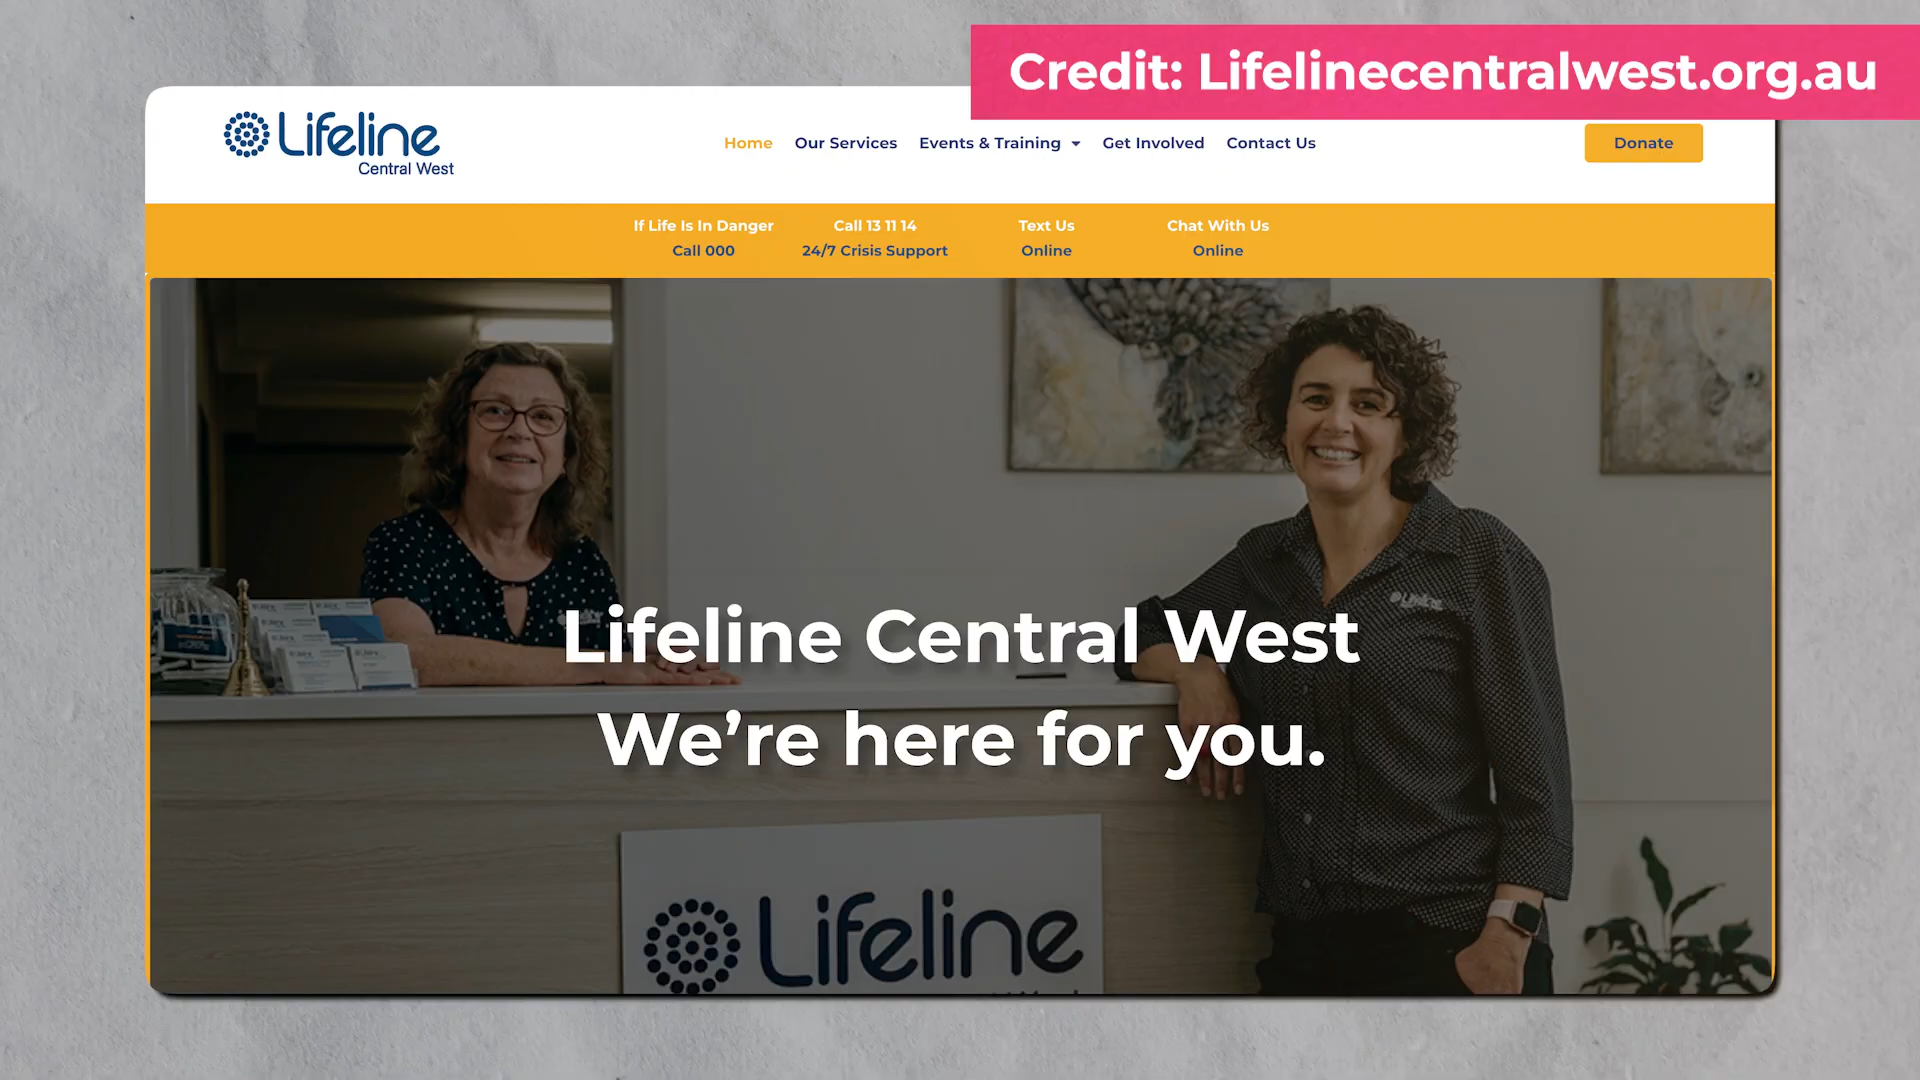 Credit: Lifelinecentralwest.org.au
Lifeline
Central West
Home Our Services Events & Training Get Involved Contact Us Donate
If Life Is In Danger Call 13 11 14 Text Us Chat With Us
Call 000 24/7 Crisis Support Online Online
Lifeline
Lifeline Central West
We’re here for you.
Lifeline